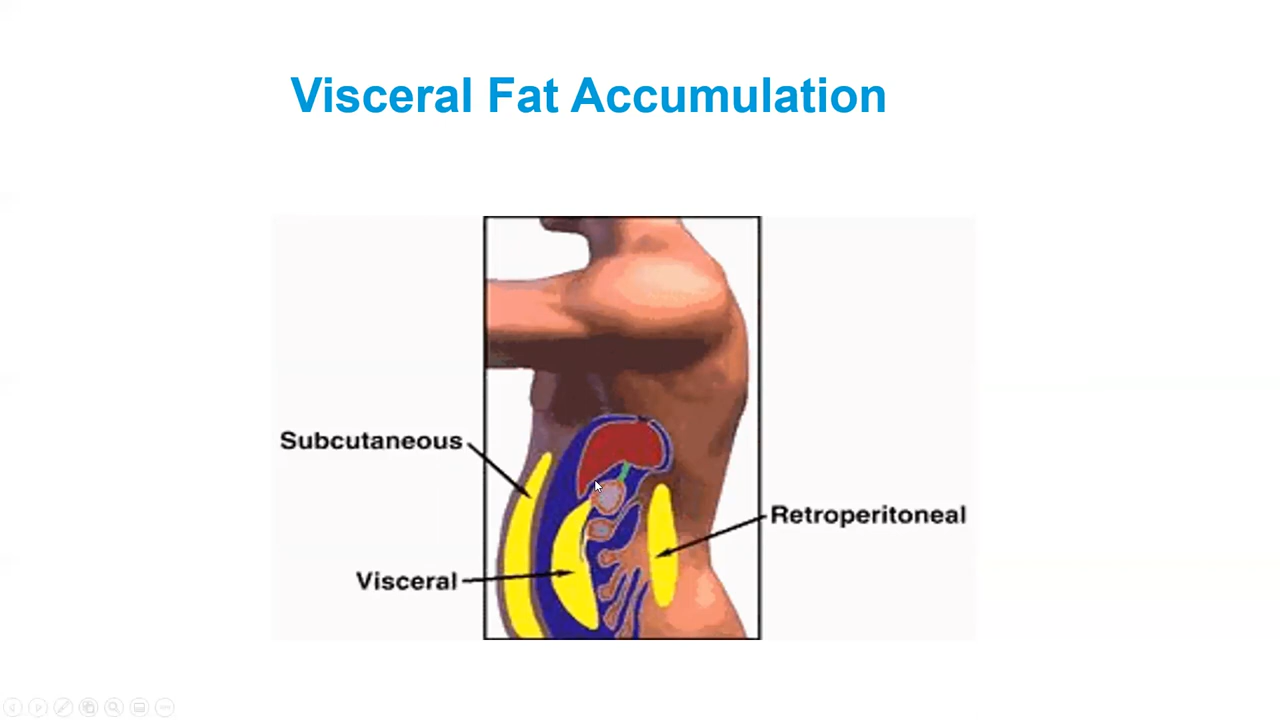 Visceral Fat Accumulation
Subcutaneous
Retroperitoneal
Visceral